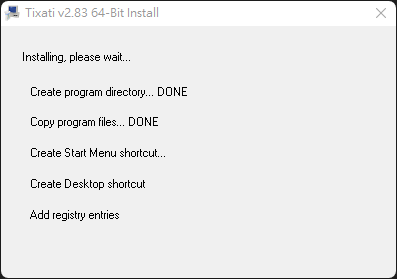 Tixati v2.83 64-Bit Install
Installing, please wait...
Create program directory... DONE
Copy program files... DONE
Create Start Menu shortcut...
Create Desktop shortcut
Add registry entries